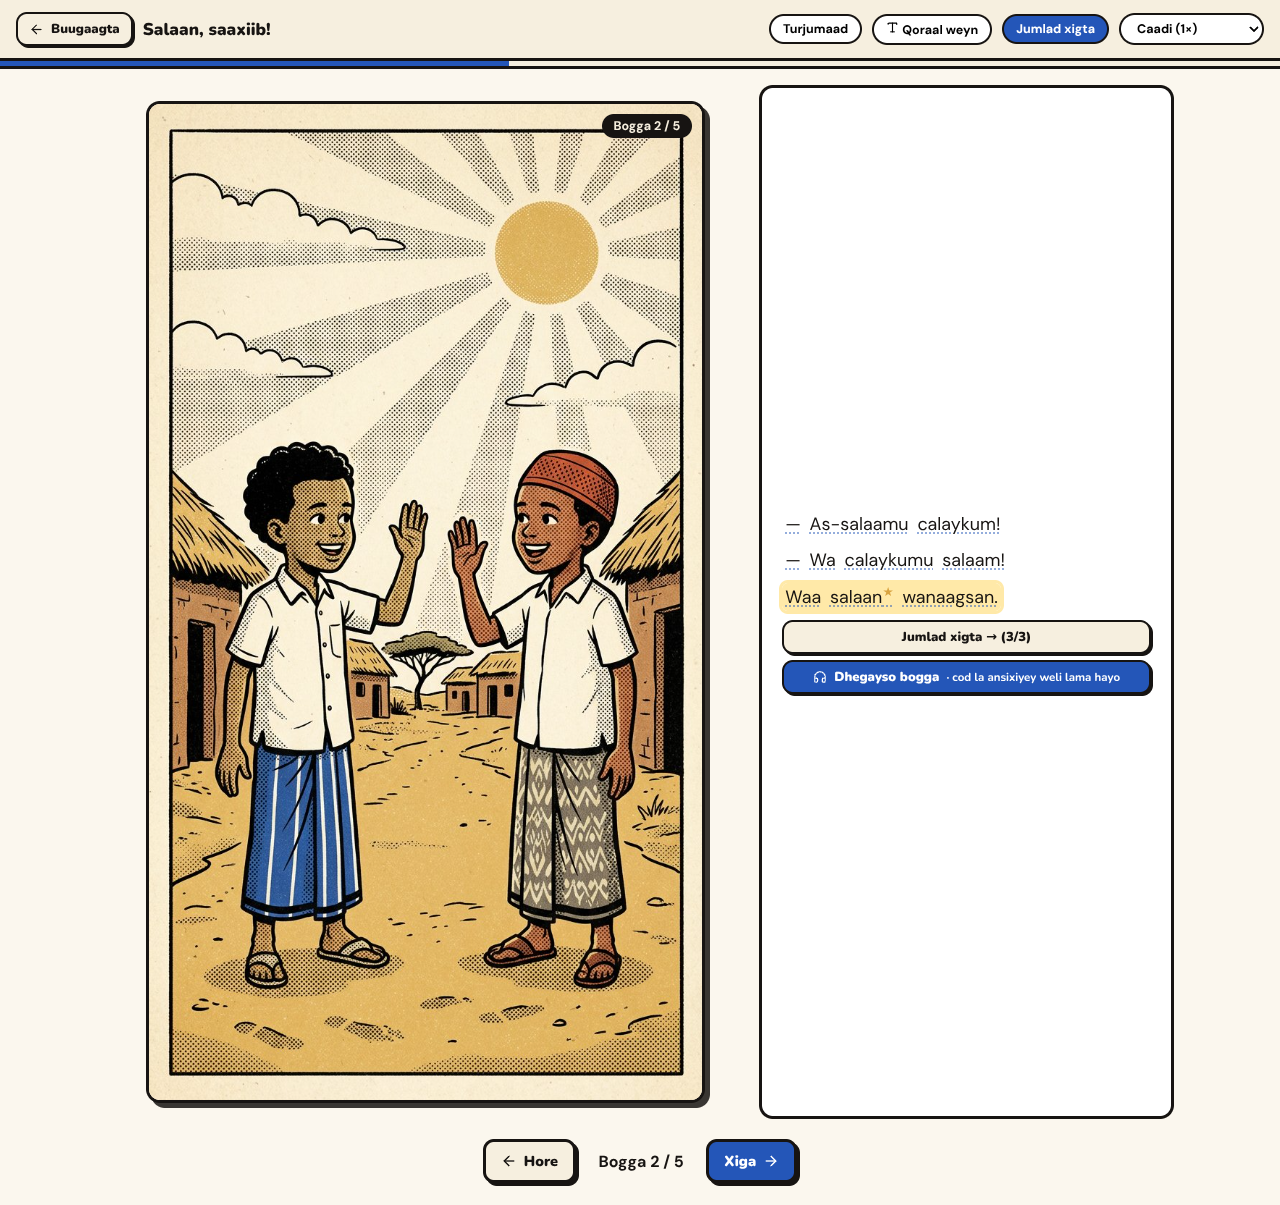 ← Buugaagta
Salaan, saaxiib!
Turjumaad
Qoraal weyn
Jumlad xigta
Caadi (1×)
Bogga 2 / 5
— As-salaamu calaykum!
— Wa calaykumu salaam!
Waa salaan★ wanaagsan.
Jumlad xigta → (3/3)
Dhegayso bogga · cod la ansixiyey weli lama hayo
← Hore
Bogga 2 / 5
Xiga →